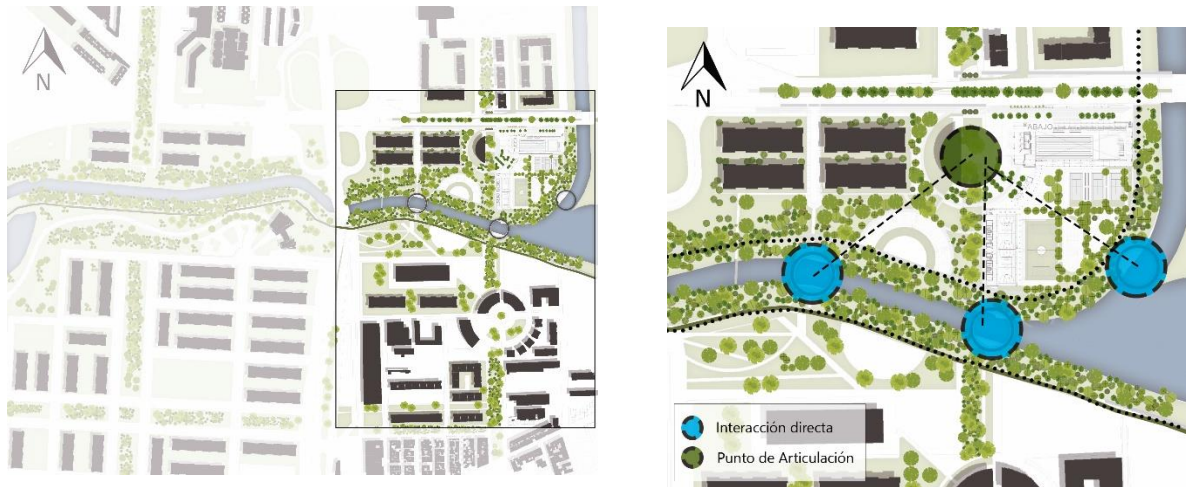 N
N
ABAJO
Interacción directa
Punto de Articulación